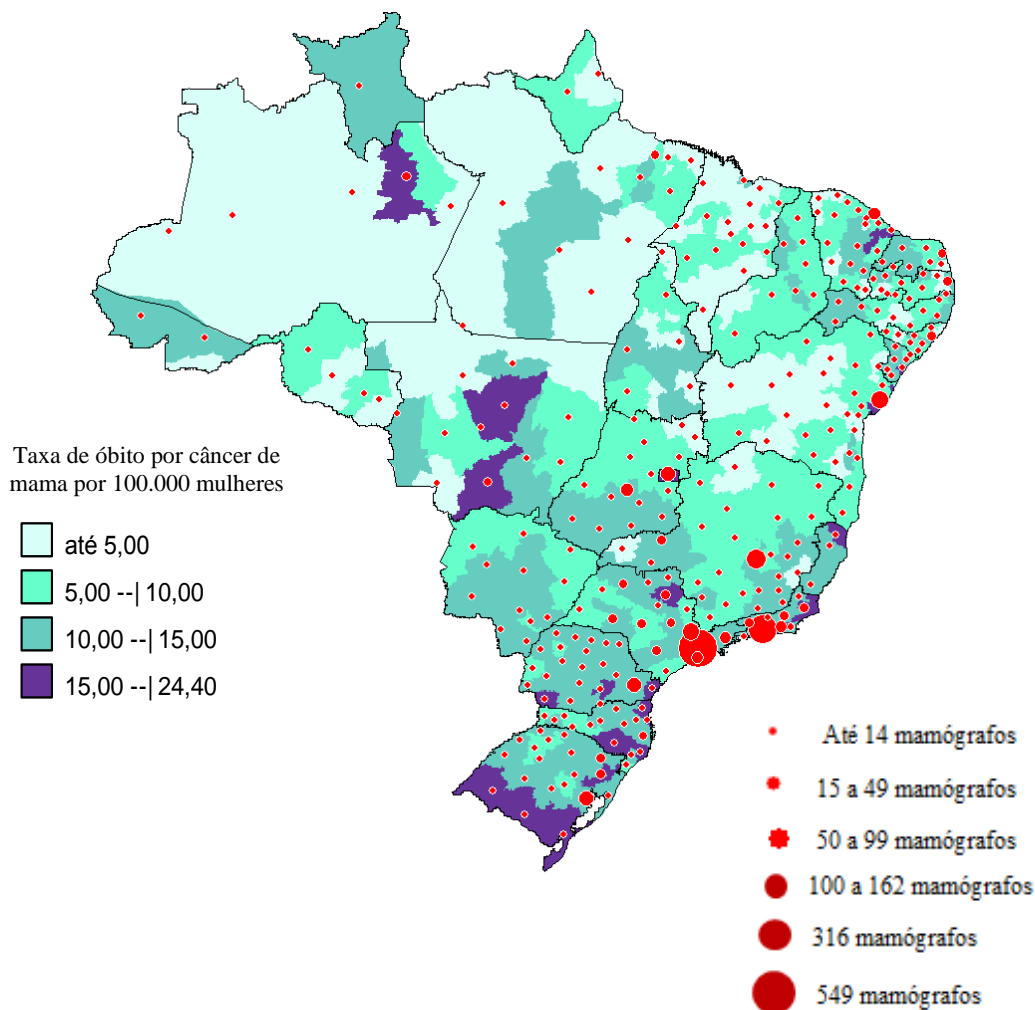 Taxa de óbito por câncer de
mama por 100.000 mulheres
até 5,00
5,00 --| 10,00
10,00 --| 15,00
15,00 --| 24,40
Até 14 mamógrafos
15 a 49 mamógrafos
50 a 99 mamógrafos
100 a 162 mamógrafos
316 mamógrafos
549 mamógrafos